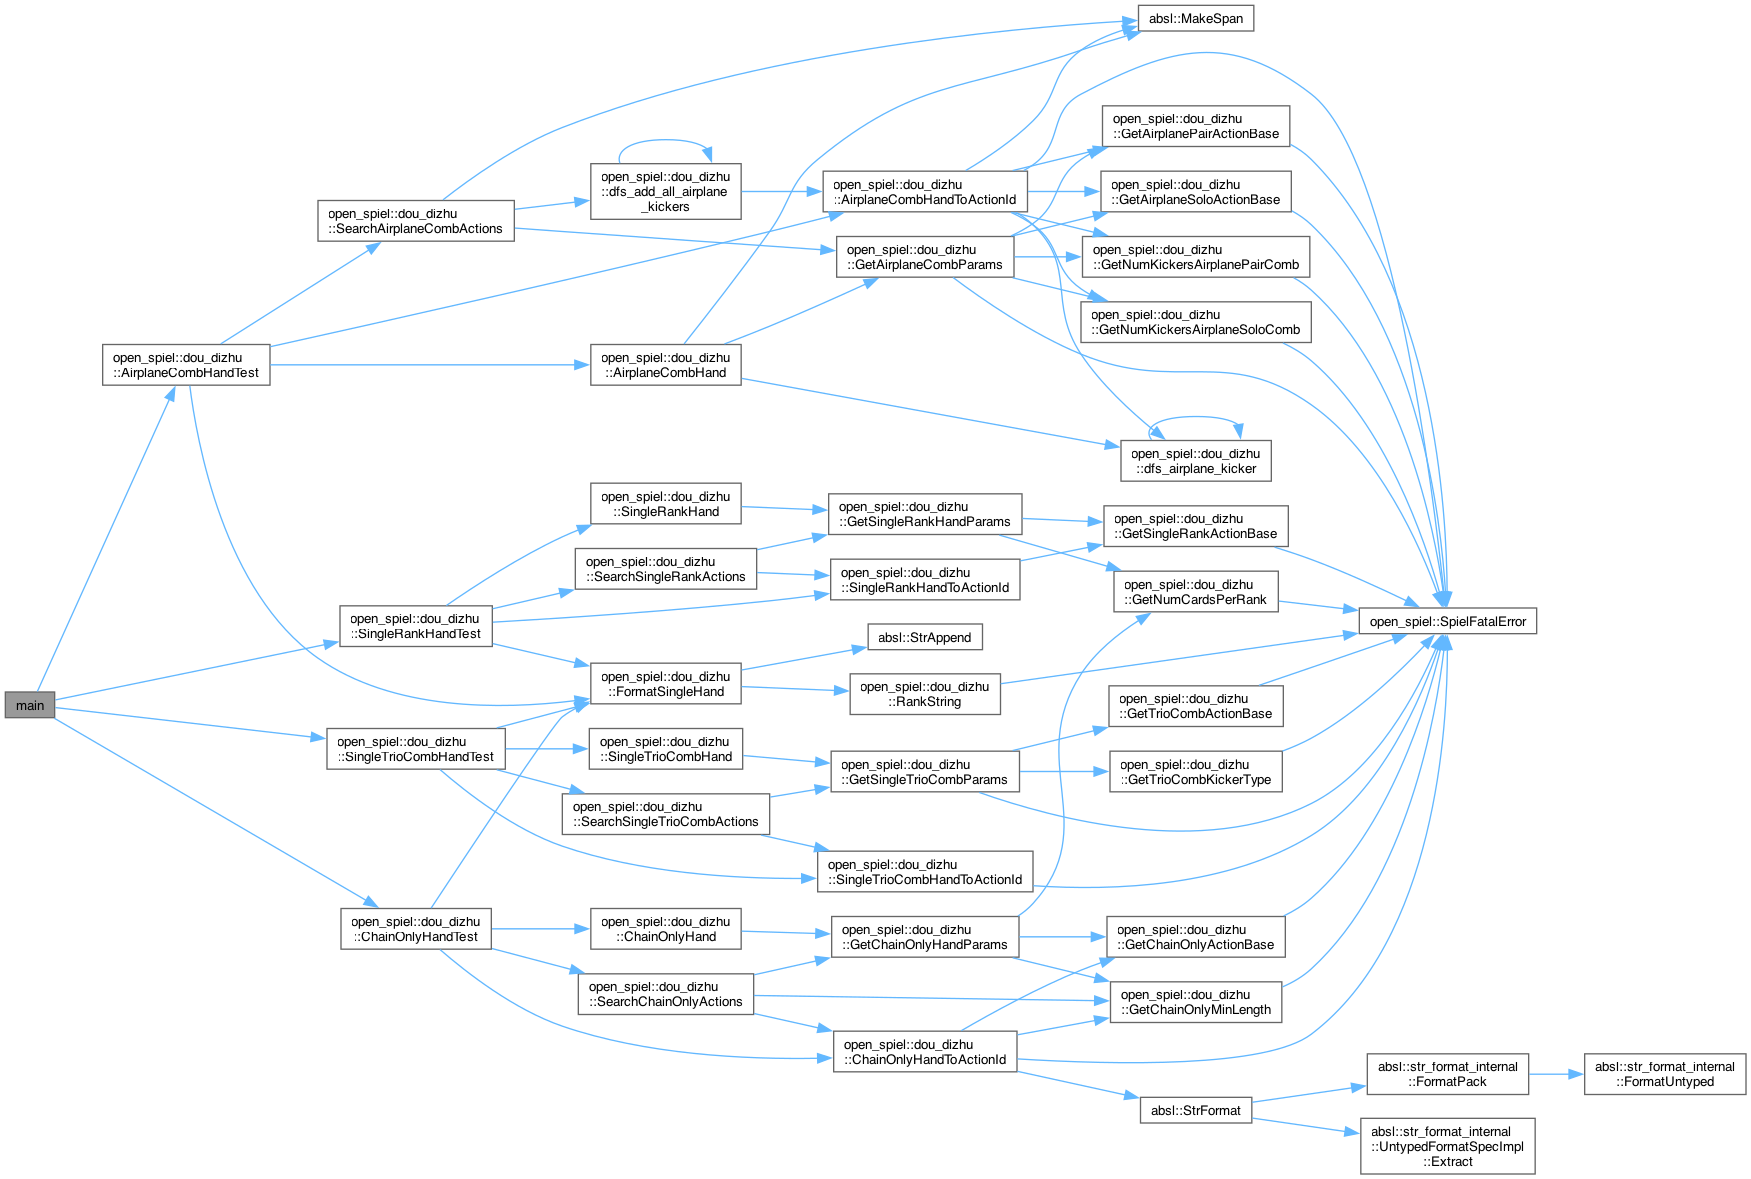 main
open_spiel::dou_dizhu
::AirplaneCombHandTest
open_spiel::dou_dizhu
::SingleRankHandTest
open_spiel::dou_dizhu
::SingleTrioCombHandTest
open_spiel::dou_dizhu
::ChainOnlyHandTest
open_spiel::dou_dizhu
::SearchAirplaneCombActions
open_spiel::dou_dizhu
::dfs_add_all_airplane
_kickers
open_spiel::dou_dizhu
::AirplaneCombHand
open_spiel::dou_dizhu
::SingleRankHand
open_spiel::dou_dizhu
::SearchSingleRankActions
open_spiel::dou_dizhu
::FormatSingleHand
open_spiel::dou_dizhu
::SingleTrioCombHand
open_spiel::dou_dizhu
::SearchSingleTrioCombActions
open_spiel::dou_dizhu
::ChainOnlyHand
open_spiel::dou_dizhu
::SearchChainOnlyActions
open_spiel::dou_dizhu
::AirplaneCombHandToActionId
open_spiel::dou_dizhu
::GetAirplaneCombParams
open_spiel::dou_dizhu
::GetSingleRankHandParams
open_spiel::dou_dizhu
::SingleRankHandToActionId
absl::StrAppend
open_spiel::dou_dizhu
::RankString
open_spiel::dou_dizhu
::GetSingleTrioCombParams
open_spiel::dou_dizhu
::SingleTrioCombHandToActionId
open_spiel::dou_dizhu
::GetChainOnlyHandParams
open_spiel::dou_dizhu
::ChainOnlyHandToActionId
absl::MakeSpan
open_spiel::dou_dizhu
::GetAirplanePairActionBase
open_spiel::dou_dizhu
::GetAirplaneSoloActionBase
open_spiel::dou_dizhu
::GetNumKickersAirplanePairComb
open_spiel::dou_dizhu
::GetNumKickersAirplaneSoloComb
open_spiel::dou_dizhu
::dfs_airplane_kicker
open_spiel::dou_dizhu
::GetSingleRankActionBase
open_spiel::dou_dizhu
::GetNumCardsPerRank
open_spiel::dou_dizhu
::GetTrioCombActionBase
open_spiel::dou_dizhu
::GetTrioCombKickerType
open_spiel::dou_dizhu
::GetChainOnlyActionBase
open_spiel::dou_dizhu
::GetChainOnlyMinLength
absl::StrFormat
open_spiel::SpielFatalError
absl::str_format_internal
::FormatPack
absl::str_format_internal
::UntypedFormatSpecImpl
::Extract
absl::str_format_internal
::FormatUntyped